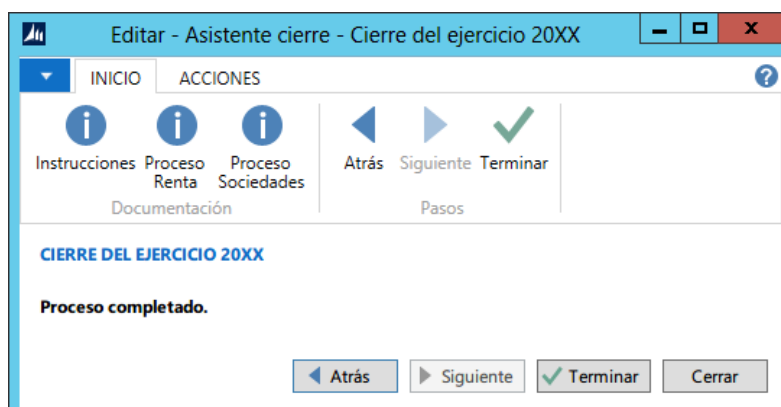 Editar - Asistente cierre - Cierre del ejercicio 20XX
INICIO ACCIONES
Instrucciones Proceso Proceso Atrás Siguiente Terminar
Renta Sociedades
Documentación Pasos
CIERRE DEL EJERCICIO 20XX
Proceso completado.
Atrás Siguiente Terminar Cerrar